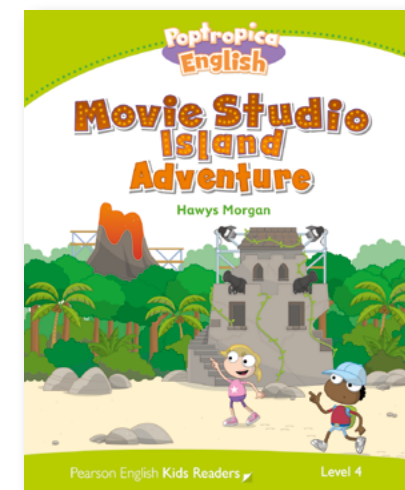 Poptropica
English
Movie Studio
Island
Adventure
Hawys Morgan
Pearson English Kids Readers
Level 4